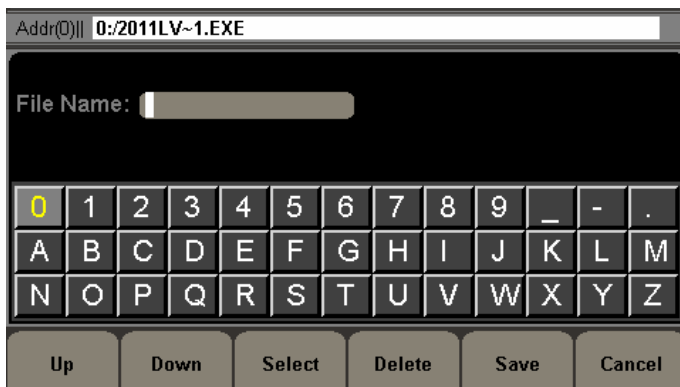 Addr(0)|| 0:/2011LV~1.EXE
File Name:
0 1 2 3 4 5 6 7 8 9 _ - .
A B C D E F G H I J K L M
N O P Q R S T U V W X Y Z
Up Down Select Delete Save Cancel